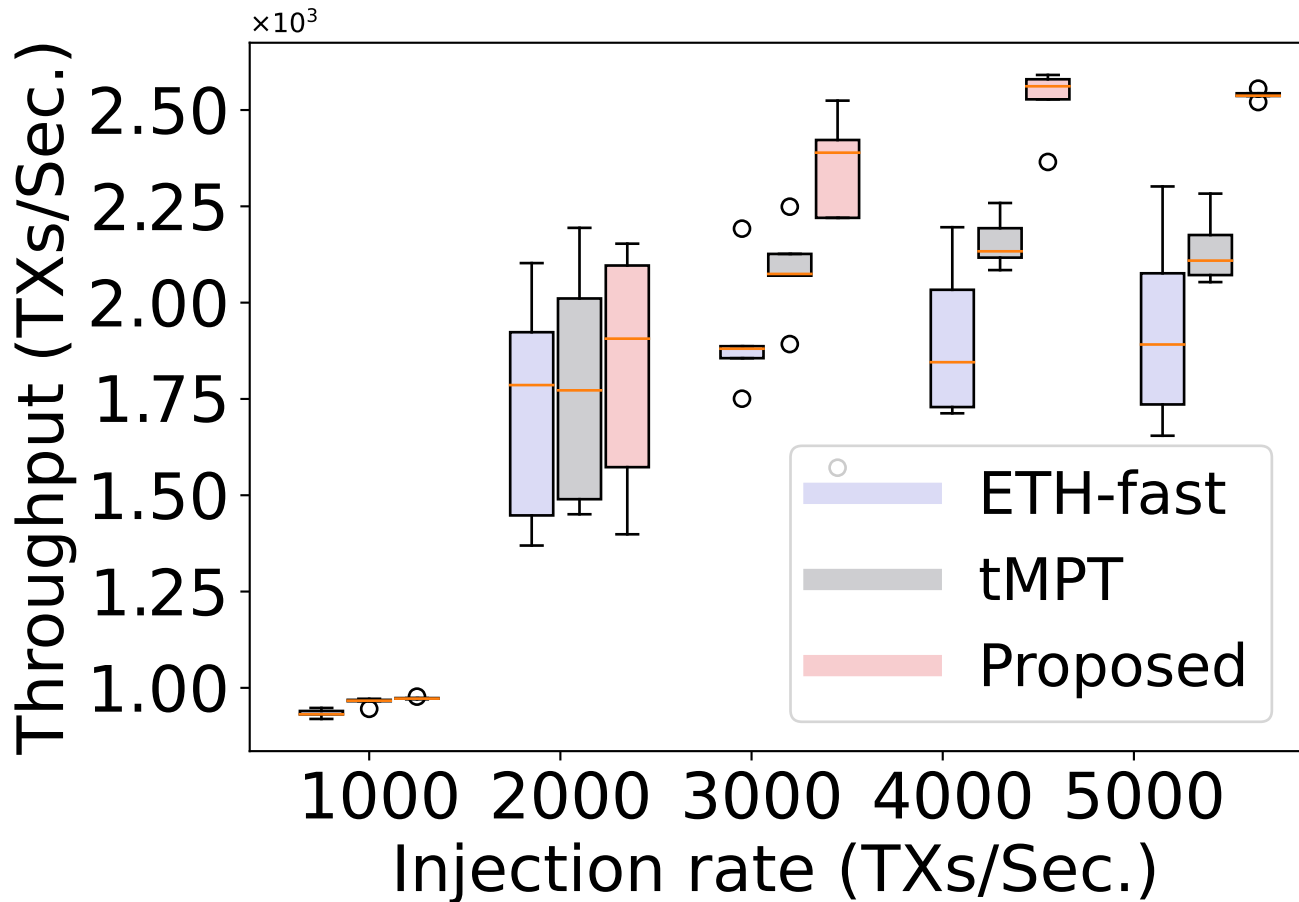 ×10³
Throughput (TXs/Sec.)
2.50
2.25
2.00
1.75
1.50
1.25
1.00
ETH-fast
tMPT
Proposed
1000 2000 3000 4000 5000
Injection rate (TXs/Sec.)